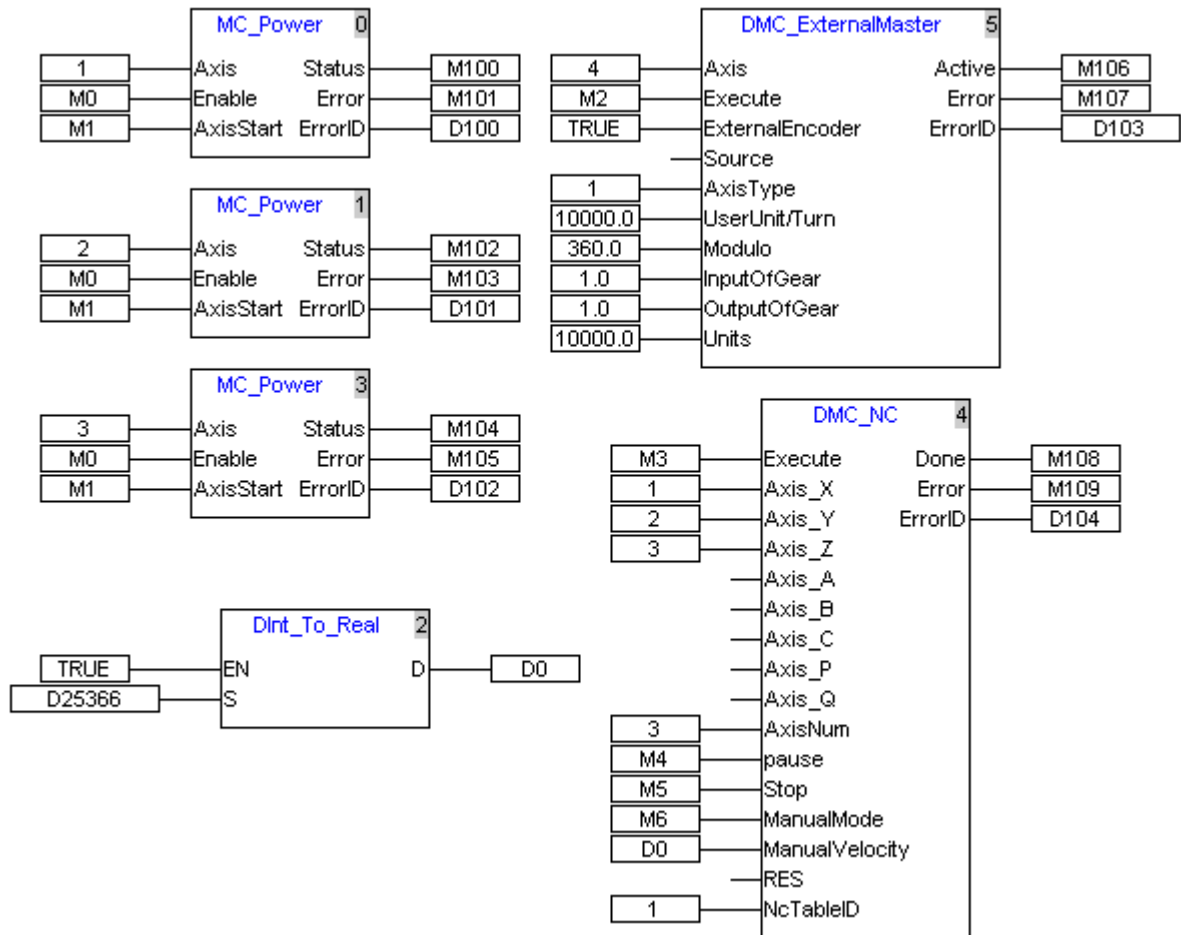 MC_Power 0
1 Axis Status M100
M0 Enable Error M101
M1 AxisStart ErrorID D100
MC_Power 1
2 Axis Status M102
M0 Enable Error M103
M1 AxisStart ErrorID D101
MC_Power 3
3 Axis Status M104
M0 Enable Error M105
M1 AxisStart ErrorID D102
DInt_To_Real 2
TRUE EN D D0
D25366 S
DMC_ExternalMaster 5
4 Axis Active M106
M2 Execute Error M107
TRUE ExternalEncoder ErrorID D103
Source
1 AxisType
10000.0 UserUnit/Turn
360.0 Modulo
1.0 InputOfGear
1.0 OutputOfGear
10000.0 Units
DMC_NC 4
M3 Execute Done M108
1 Axis_X Error M109
2 Axis_Y ErrorID D104
3 Axis_Z
Axis_A
Axis_B
Axis_C
Axis_P
Axis_Q
3 AxisNum
M4 pause
M5 Stop
M6 ManualMode
D0 ManualVelocity
RES
1 NcTableID